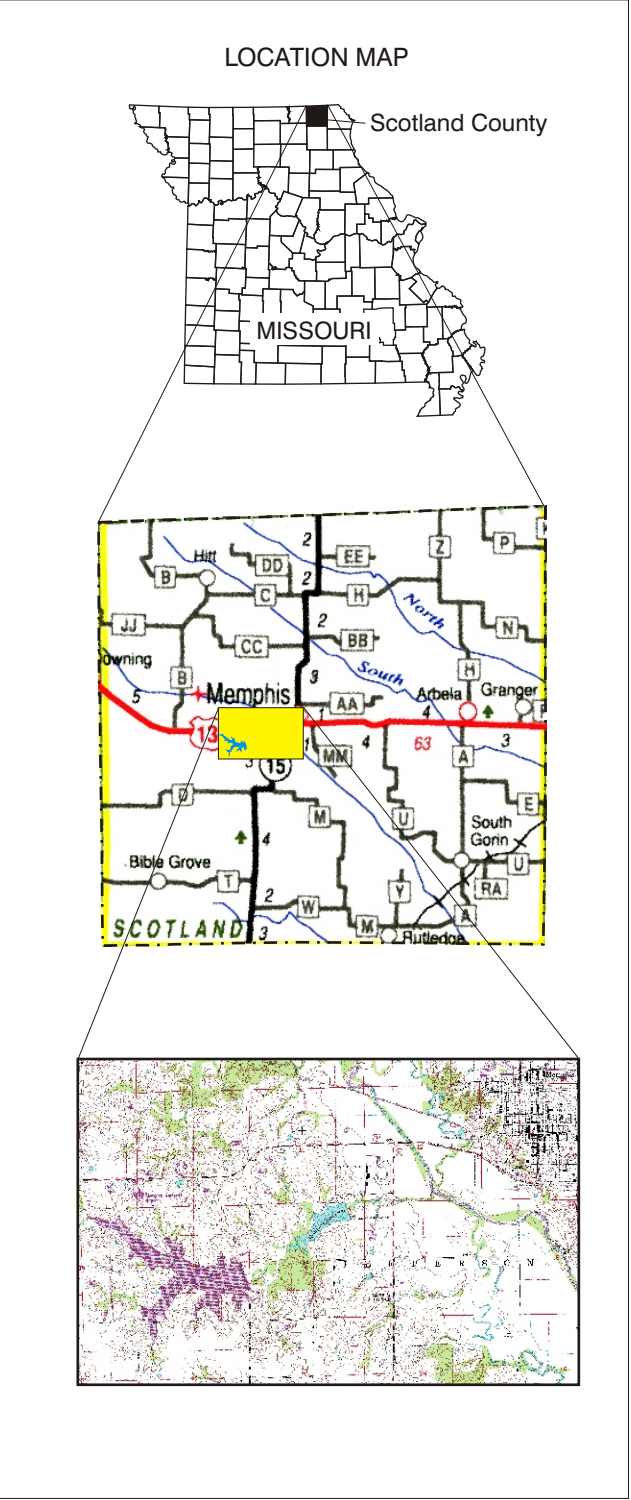 LOCATION MAP
Scotland County
MISSOURI
2
EE
Z
P
Hitt
DD
2
B
C
H
North
JJ
2
N
CC
BB
South
owning
B
3
H
5
Memphis
AA
Arbela
Granger
1
4
13
1
4
63
3
MM
A
3
15
D
M
U
E
4
South
Gorin
Bible Grove
U
T
Y
RA
2
W
A
SCOTLAND
3
M
Rutledge
J E F F E R S O N